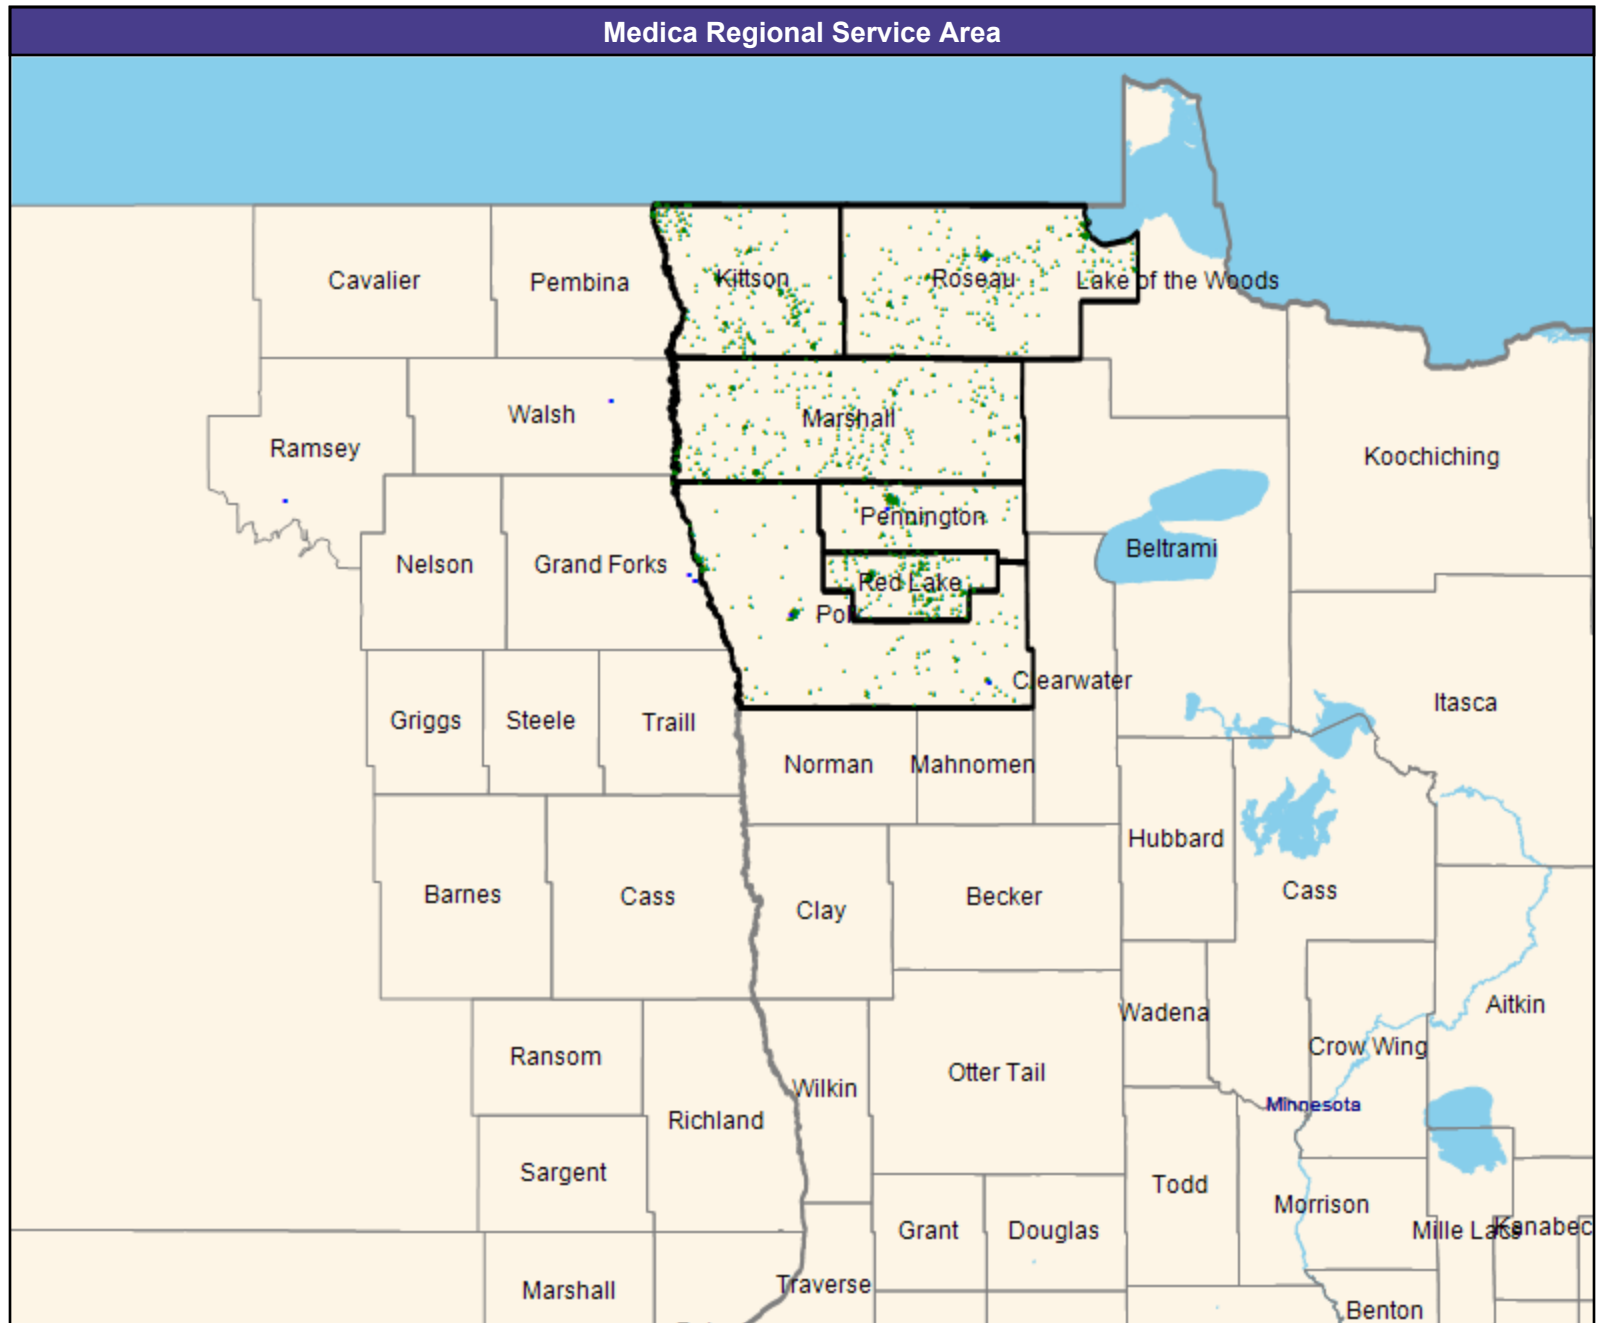 Medica Regional Service Area
Cavalier
Pembina
Kittson
Roseau
Lake of the Woods
Walsh
Marshall
Ramsey
Koochiching
Pennington
Nelson
Grand Forks
Beltrami
Red Lake
Polk
Clearwater
Griggs
Steele
Traill
Itasca
Norman
Mahnomen
Hubbard
Barnes
Cass
Clay
Becker
Cass
Wadena
Aitkin
Ransom
Crow Wing
Wilkin
Otter Tail
Minnesota
Richland
Sargent
Todd
Morrison
Grant
Douglas
Mille Lacs
Kanabec
Marshall
Traverse
Benton